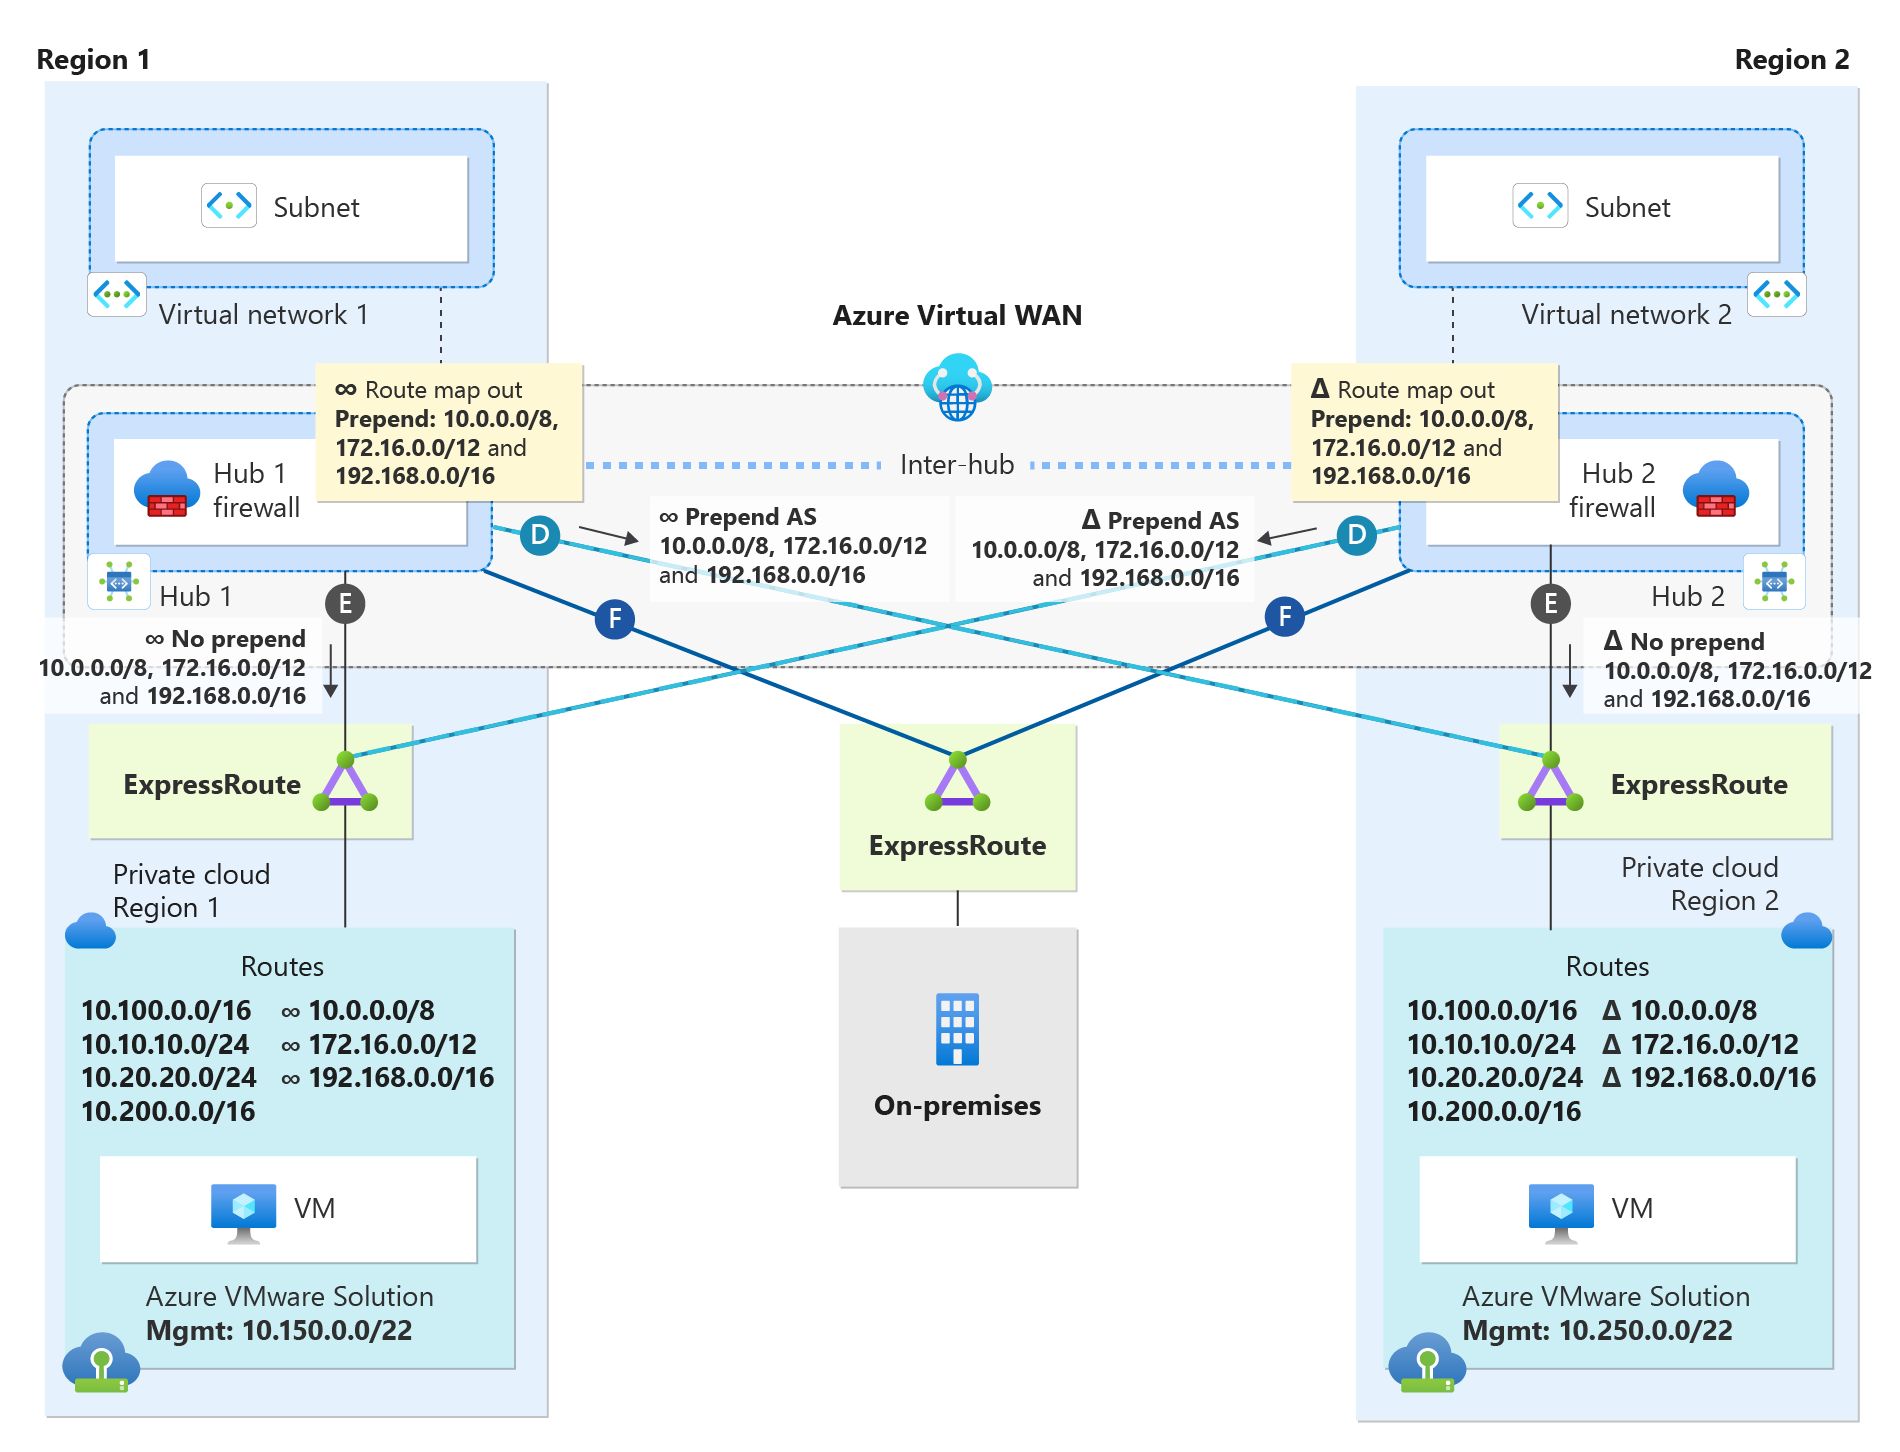 Region 1
Region 2
Subnet
Virtual network 1
Subnet
Virtual network 2
Azure Virtual WAN
∞ Route map out
Prepend: 10.0.0.0/8,
172.16.0.0/12 and
192.168.0.0/16
Δ Route map out
Prepend: 10.0.0.0/8,
172.16.0.0/12 and
192.168.0.0/16
Hub 1
firewall
Inter-hub
Hub 2
firewall
D
∞ Prepend AS
10.0.0.0/8, 172.16.0.0/12
and 192.168.0.0/16
Δ Prepend AS
10.0.0.0/8, 172.16.0.0/12
and 192.168.0.0/16
D
Hub 1
E
F
F
E
Hub 2
∞ No prepend
10.0.0.0/8, 172.16.0.0/12
and 192.168.0.0/16
Δ No prepend
10.0.0.0/8, 172.16.0.0/12
and 192.168.0.0/16
ExpressRoute
ExpressRoute
ExpressRoute
Private cloud
Region 1
Private cloud
Region 2
Routes
10.100.0.0/16 ∞ 10.0.0.0/8
10.10.10.0/24 ∞ 172.16.0.0/12
10.20.20.0/24 ∞ 192.168.0.0/16
10.200.0.0/16
VM
Azure VMware Solution
Mgmt: 10.150.0.0/22
On-premises
Routes
10.100.0.0/16 Δ 10.0.0.0/8
10.10.10.0/24 Δ 172.16.0.0/12
10.20.20.0/24 Δ 192.168.0.0/16
10.200.0.0/16
VM
Azure VMware Solution
Mgmt: 10.250.0.0/22